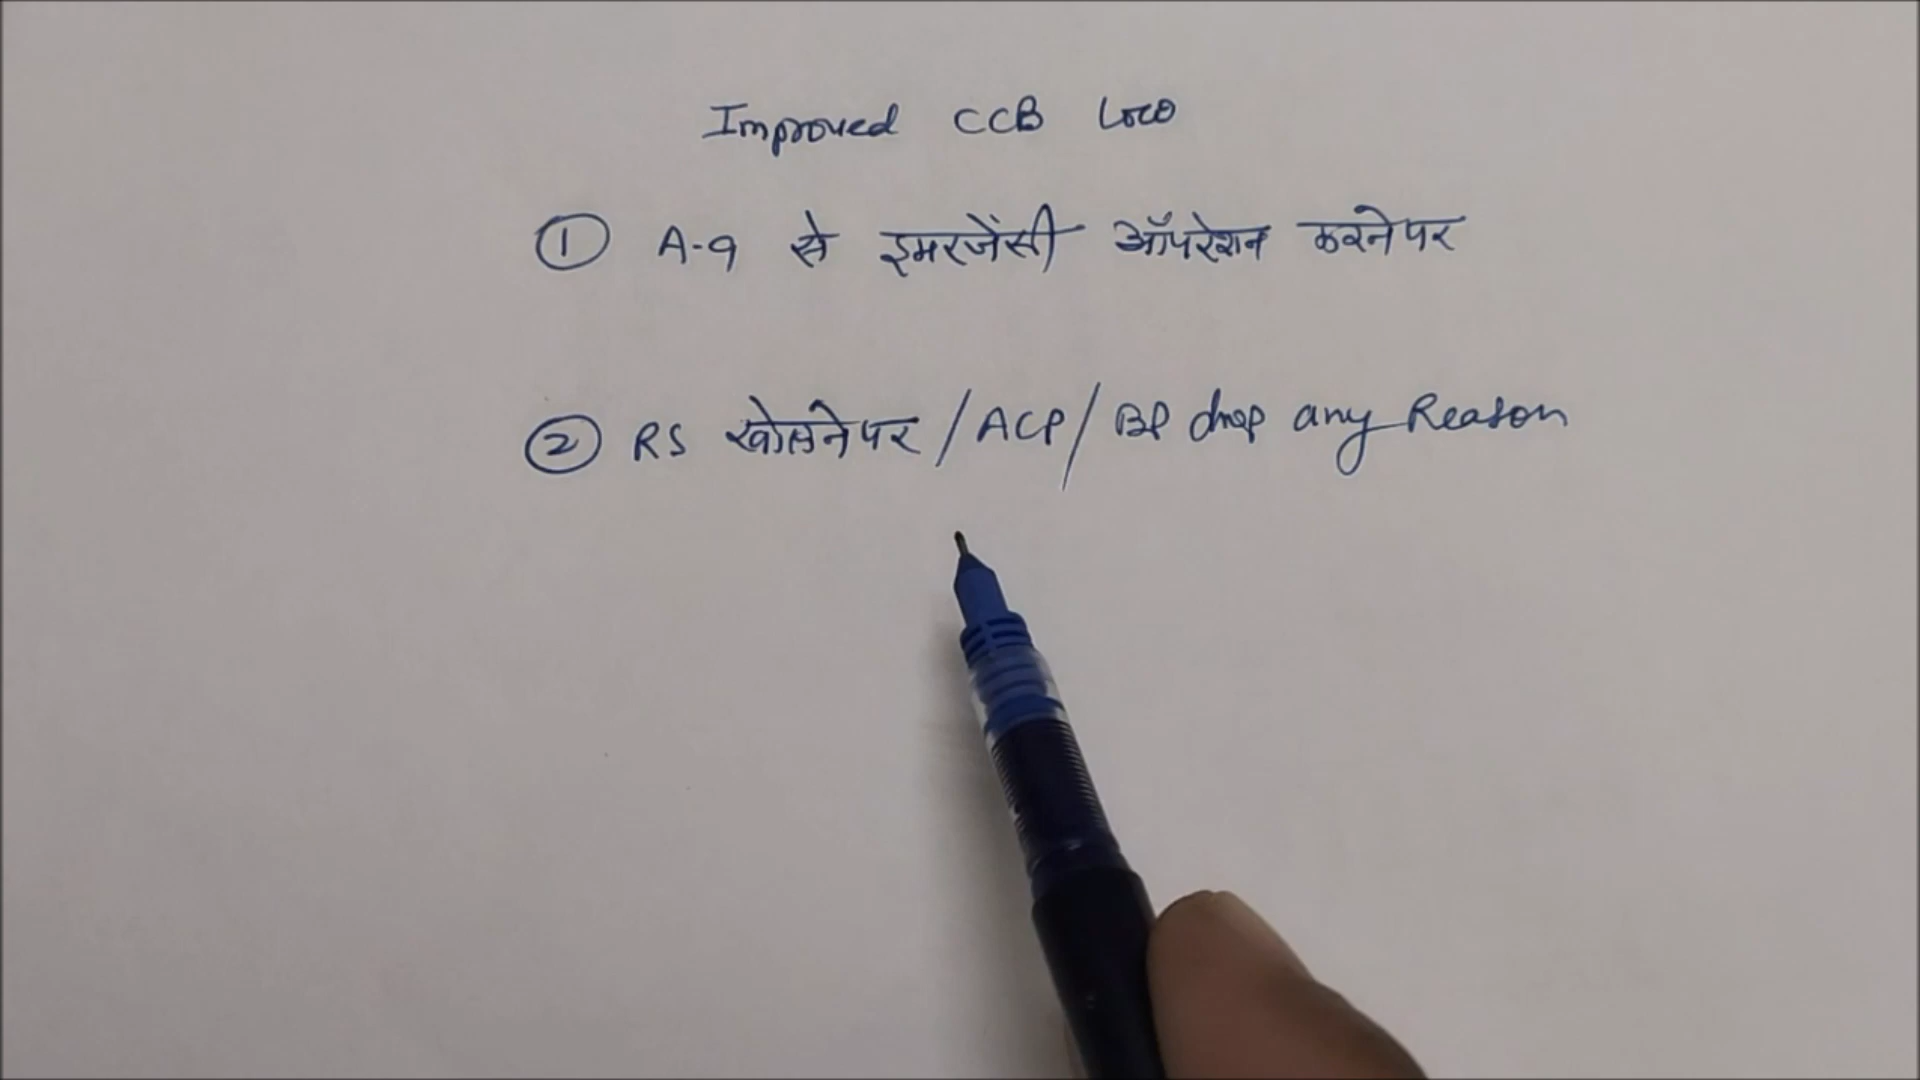 Improved CCB Loco
① A-9 से इमरजेंसी ऑपरेशन करनेपर
② RS खोलनेपर / ACP / BP drop any Reason